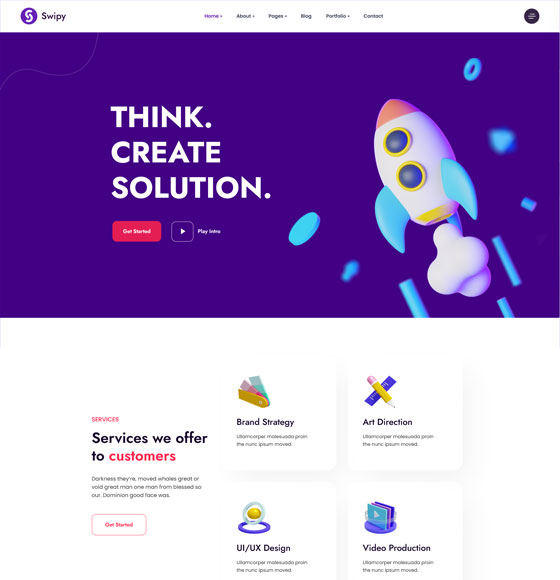 Swipy
Home + About + Pages + Blog Portfolio + Contact
THINK.
CREATE
SOLUTION.
Get Started Play Intro
SERVICES
Services we offer
to customers
Darkness they're, moved whales great or
void great man one man from blessed so
our. Dominion good face was.
Get Started
Brand Strategy
Ullamcorper malesuada proin
the nunc ipsum moved.
Art Direction
Ullamcorper malesuada proin
the nunc ipsum moved.
UI/UX Design
Ullamcorper malesuada proin
the nunc ipsum moved.
Video Production
Ullamcorper malesuada proin
the nunc ipsum moved.